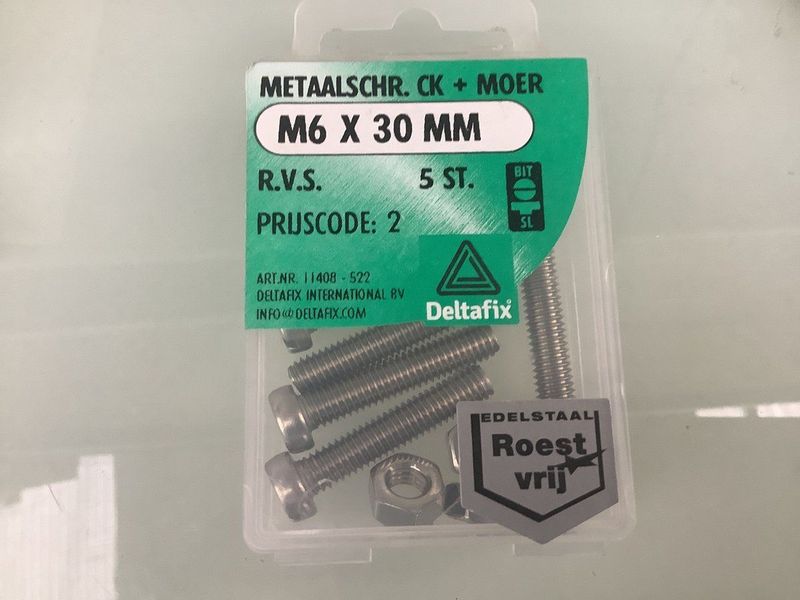 METAALSCHR. CK + MOER
M6 X 30 MM
R.V.S. 5 ST.
BIT
SL
PRIJSCODE: 2
ART.NR. 11408 - 522
DELTAFIX INTERNATIONAL BV
INFO@DELTAFIX.COM
Deltafix®
EDELSTAAL
Roest
vrij